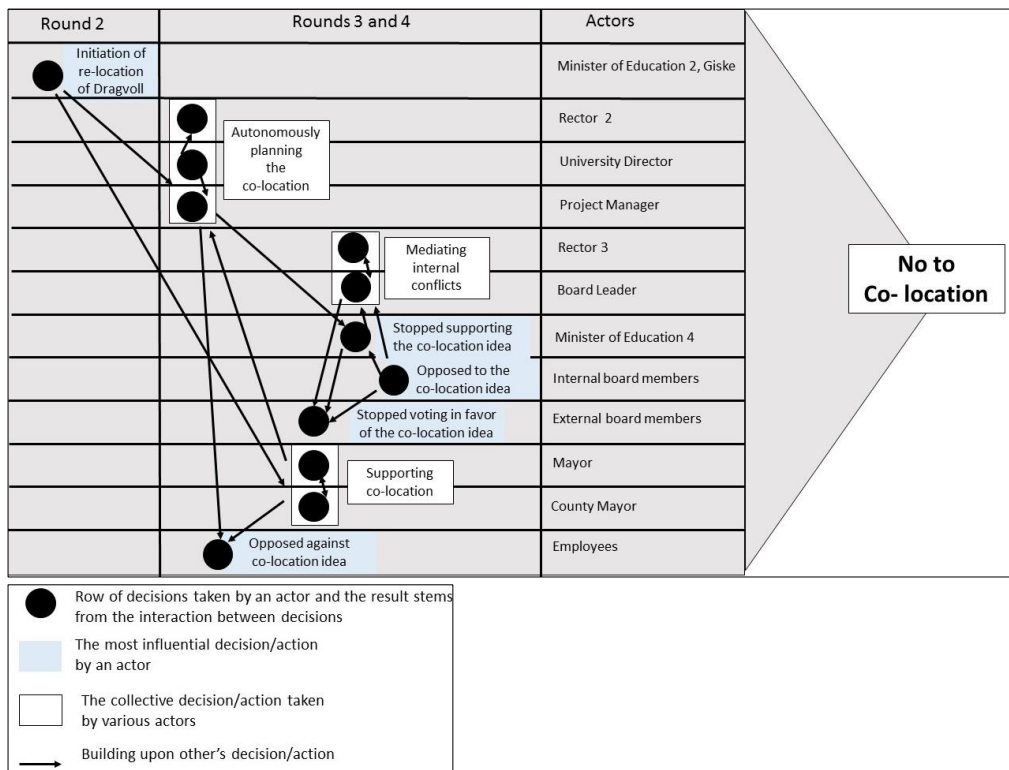 Round 2
Rounds 3 and 4
Actors
Initiation of
re-location
of Dragvoll
Minister of Education 2, Giske
Rector 2
Autonomously
planning
the
co-location
University Director
Project Manager
Rector 3
Mediating
internal
conflicts
Board Leader
Stopped supporting
the co-location idea
Minister of Education 4
Opposed to the
co-location idea
Internal board members
Stopped voting in favor
of the co-location idea
External board members
Mayor
Supporting
co-location
County Mayor
Opposed against
co-location idea
Employees
No to
Co- location
Row of decisions taken by an actor and the result stems
from the interaction between decisions
The most influential decision/action
by an actor
The collective decision/action taken
by various actors
Building upon other's decision/action